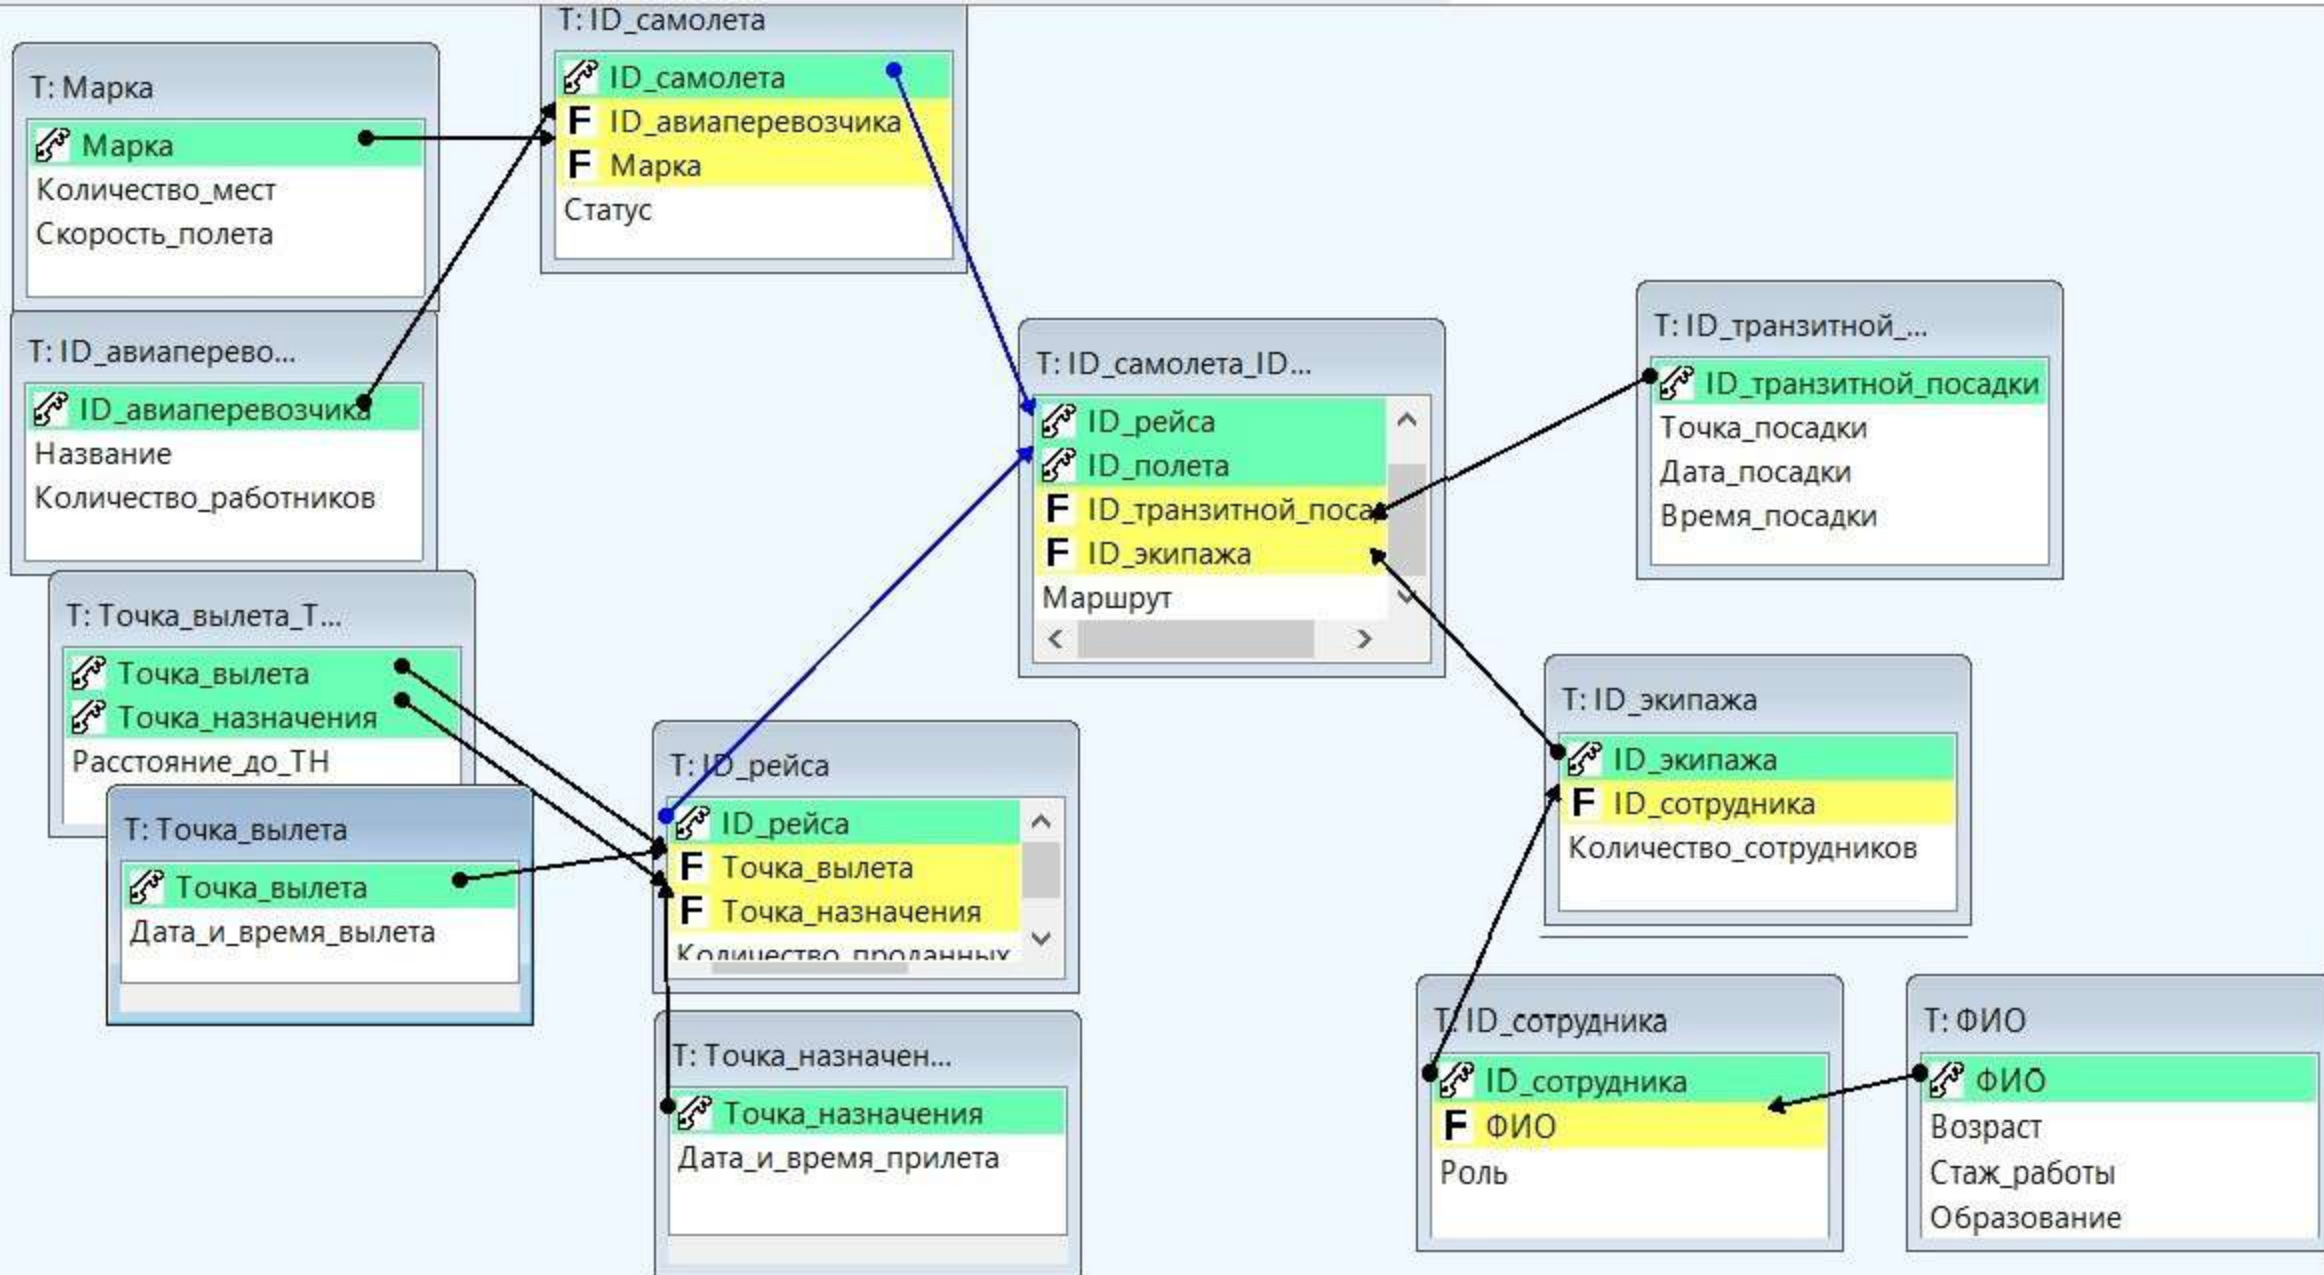 T: Марка
Марка
Количество_мест
Скорость_полета
T: ID_самолета
ID_самолета
F ID_авиаперевозчика
F Марка
Статус
T: ID_авиаперево...
ID_авиаперевозчика
Название
Количество_работников
T: ID_самолета_ID...
ID_рейса
ID_полета
F ID_транзитной_поса
F ID_экипажа
Маршрут
T: ID_транзитной_...
ID_транзитной_посадки
Точка_посадки
Дата_посадки
Время_посадки
T: Точка_вылета_Т...
Точка_вылета
Точка_назначения
Расстояние_до_ТН
T: Точка_вылета
Точка_вылета
Дата_и_время_вылета
T: ID_рейса
ID_рейса
F Точка_вылета
F Точка_назначения
Количество_проданных
T: Точка_назначен...
Точка_назначения
Дата_и_время_прилета
T: ID_экипажа
ID_экипажа
F ID_сотрудника
Количество_сотрудников
T: ID_сотрудника
ID_сотрудника
F ФИО
Роль
T: ФИО
ФИО
Возраст
Стаж_работы
Образование